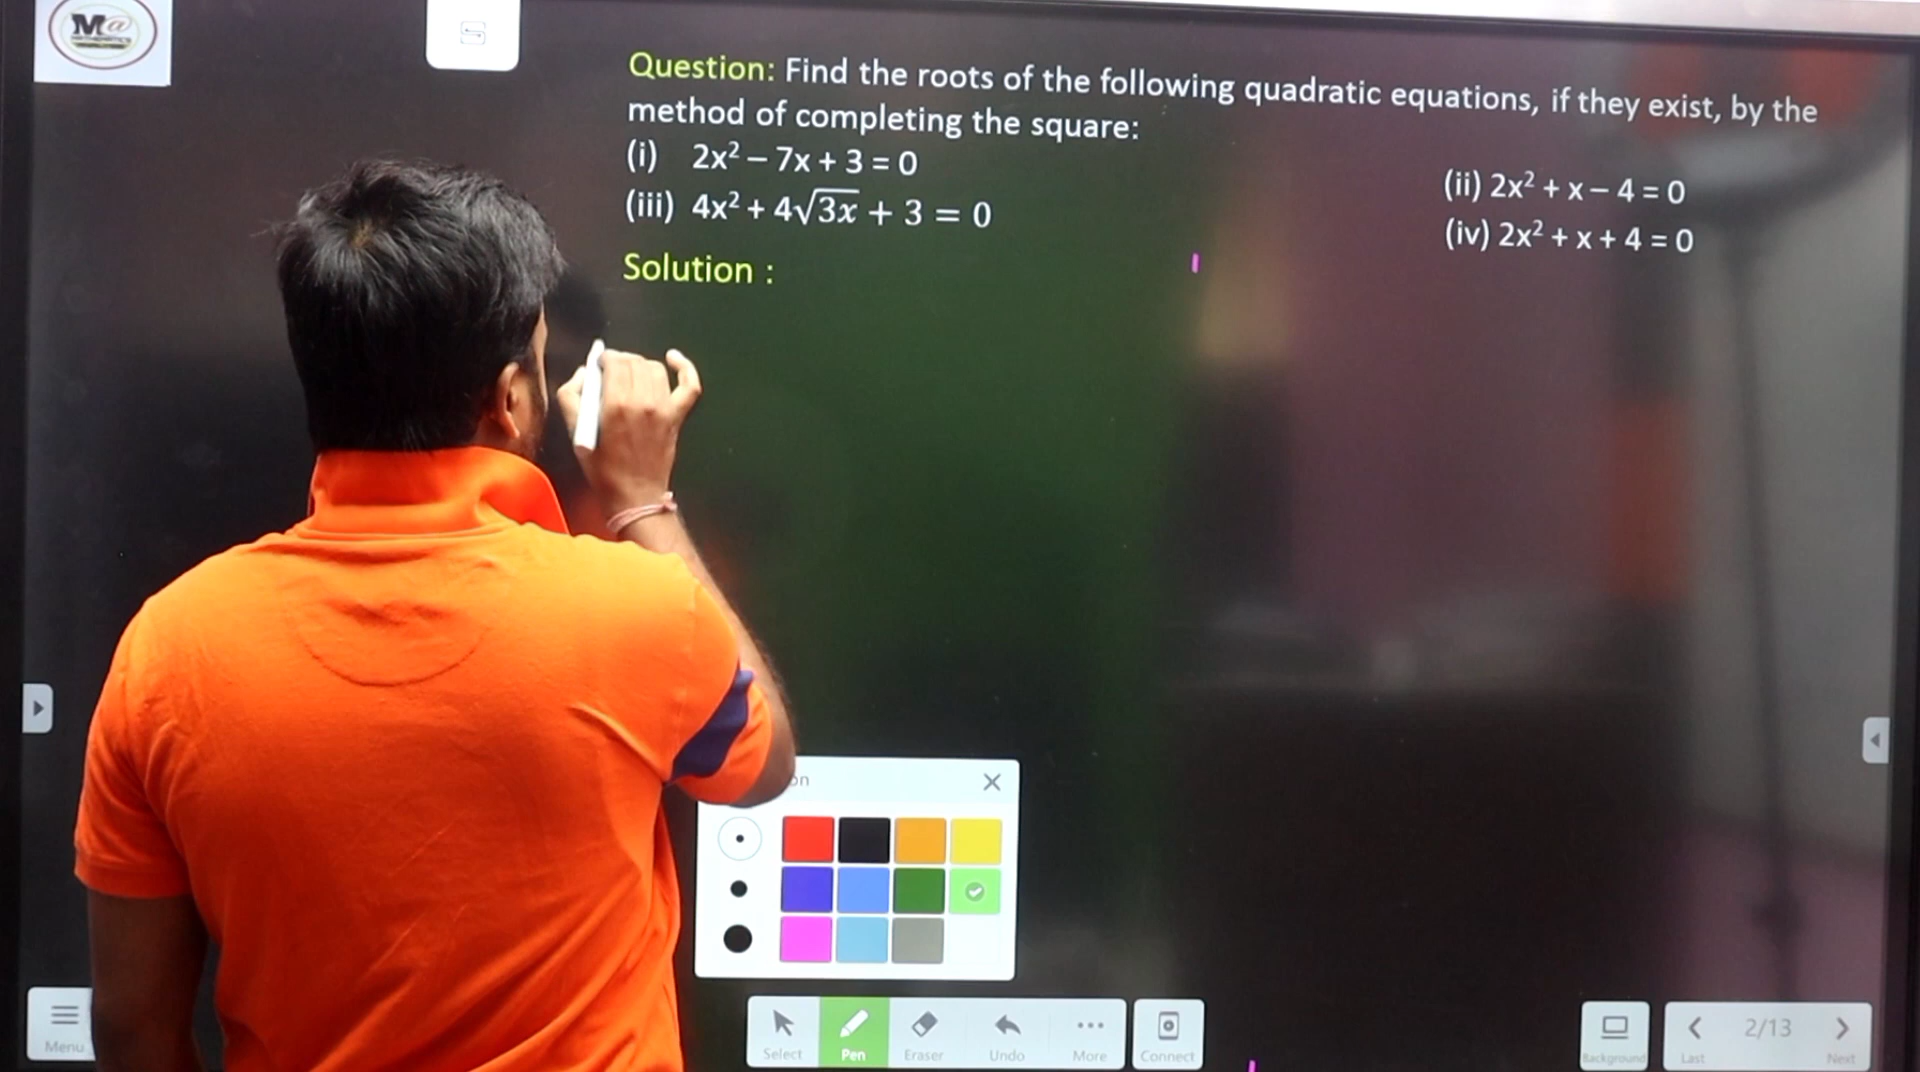 M@
Question: Find the roots of the following quadratic equations, if they exist, by the
method of completing the square:
(i) 2x² – 7x + 3 = 0
(ii) 2x² + x – 4 = 0
(iii) 4x² + 4√3x + 3 = 0
(iv) 2x² + x + 4 = 0
Solution :
Menu
Select
Pen
Eraser
Undo
More
Connect
Background
Last
2/13
Next